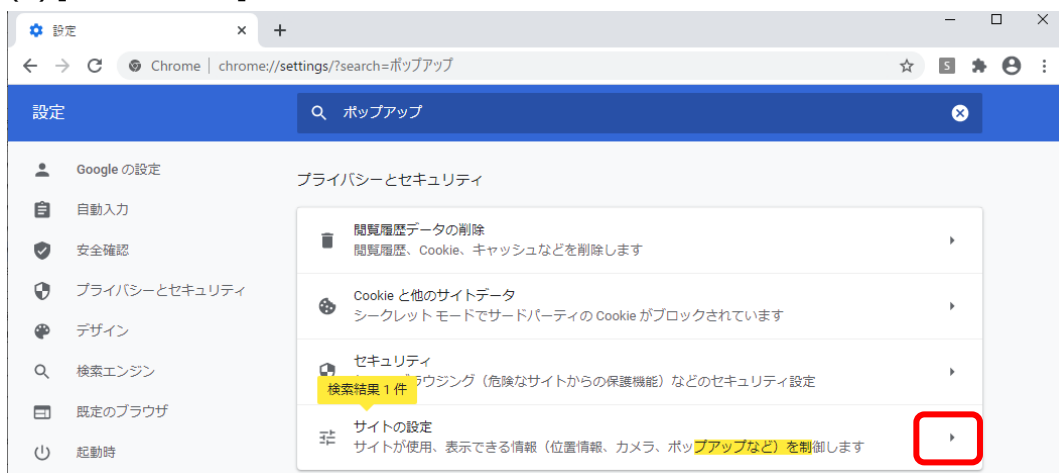 設定
Chrome | chrome://settings/?search=ポップアップ
S
設定
ポップアップ
Google の設定
自動入力
安全確認
プライバシーとセキュリティ
デザイン
検索エンジン
既定のブラウザ
起動時
プライバシーとセキュリティ
閲覧履歴データの削除
閲覧履歴、Cookie、キャッシュなどを削除します
Cookie と他のサイトデータ
シークレット モードでサードパーティの Cookie がブロックされています
セキュリティ
ラウジング（危険なサイトからの保護機能）などのセキュリティ設定
検索結果 1 件
サイトの設定
サイトが使用、表示できる情報（位置情報、カメラ、ポップアップなど）を制御します